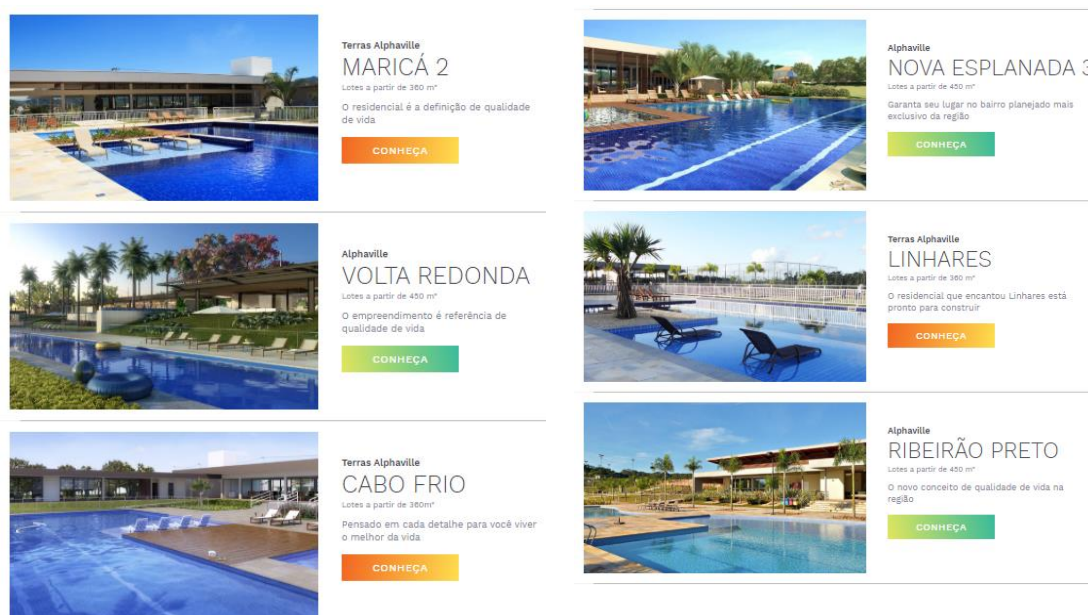 Terras Alphaville
MARICÁ 2
Lotes a partir de 360 m²
O residencial é a definição de qualidade
de vida
CONHEÇA
Alphaville
VOLTA REDONDA
Lotes a partir de 450 m²
O empreendimento é referência de
qualidade de vida
CONHEÇA
Terras Alphaville
CABO FRIO
Lotes a partir de 360m²
Pensado em cada detalhe para você viver
o melhor da vida
CONHEÇA
Alphaville
NOVA ESPLANADA 3
Lotes a partir de 450 m²
Garanta seu lugar no bairro planejado mais
exclusivo da região
CONHEÇA
Terras Alphaville
LINHARES
Lotes a partir de 360 m²
O residencial que encantou Linhares está
pronto para construir
CONHEÇA
Alphaville
RIBEIRÃO PRETO
Lotes a partir de 450 m²
O novo conceito de qualidade de vida na
região
CONHEÇA